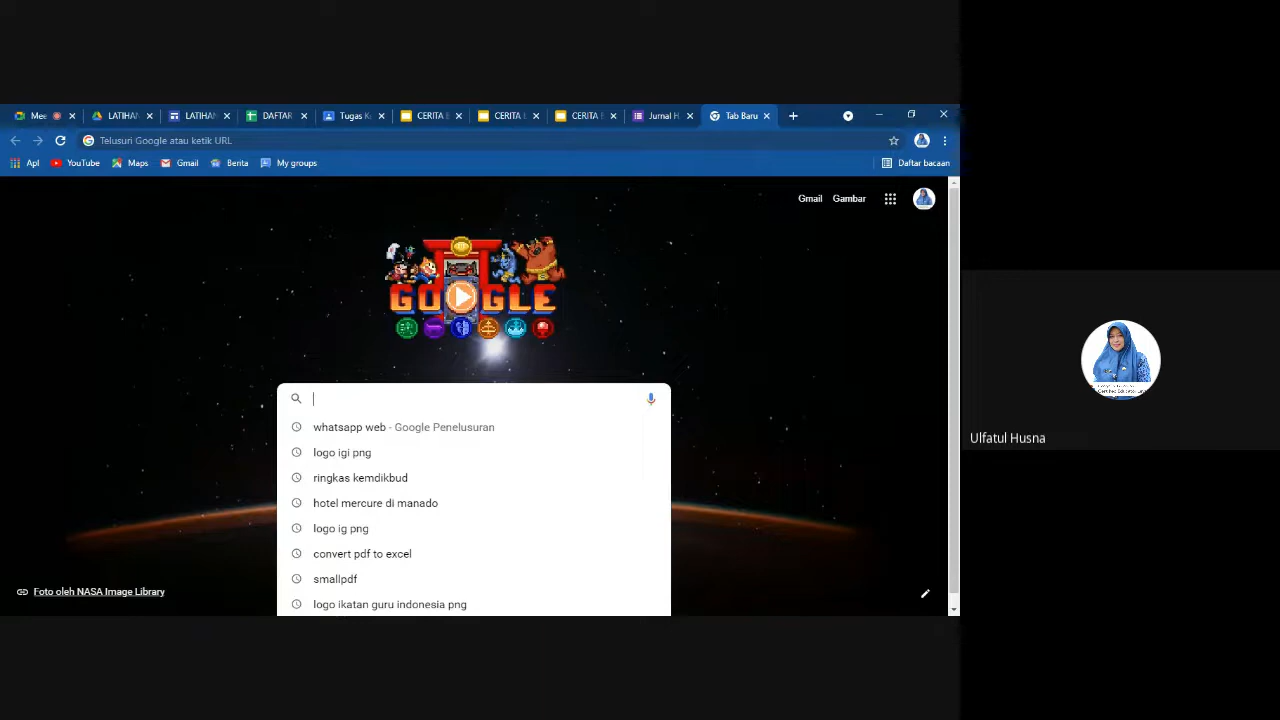 Mee
LATIHAN
LATIHAN
DAFTAR
Tugas Ko
CERITA B
CERITA B
CERITA B
Jurnal H
Tab Baru
Telusuri Google atau ketik URL
Apl
YouTube
Maps
Gmail
Berita
My groups
Daftar bacaan
Gmail
Gambar
GOOGLE
whatsapp web - Google Penelusuran
logo igi png
ringkas kemdikbud
hotel mercure di manado
logo ig png
convert pdf to excel
smallpdf
logo ikatan guru indonesia png
Foto oleh NASA Image Library
Ulfatul Husna